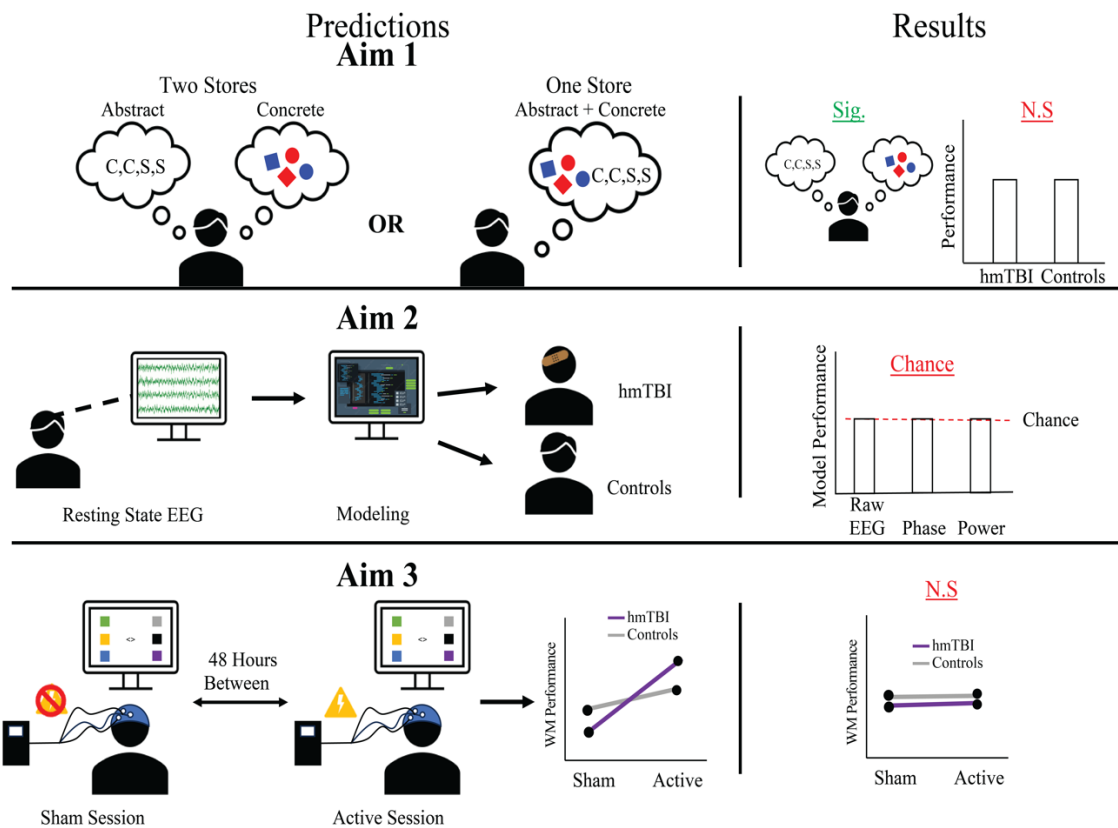 Predictions
Results
Aim 1
Two Stores
Abstract
Concrete
C,C,S,S
OR
One Store
Abstract + Concrete
C,C,S,S
Sig.
C,C,S,S
N.S
Performance
hmTBI
Controls
Aim 2
Resting State EEG
Modeling
hmTBI
Controls
Chance
Model Performance
Chance
Raw
EEG
Phase
Power
Aim 3
<>
48 Hours
Between
<>
Sham Session
Active Session
hmTBI
Controls
WM Performance
Sham
Active
N.S
hmTBI
Controls
WM Performance
Sham
Active